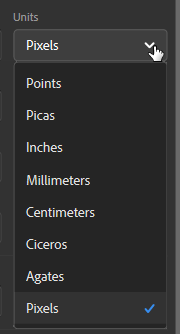 Units
Pixels
Points
Picas
Inches
Millimeters
Centimeters
Ciceros
Agates
Pixels